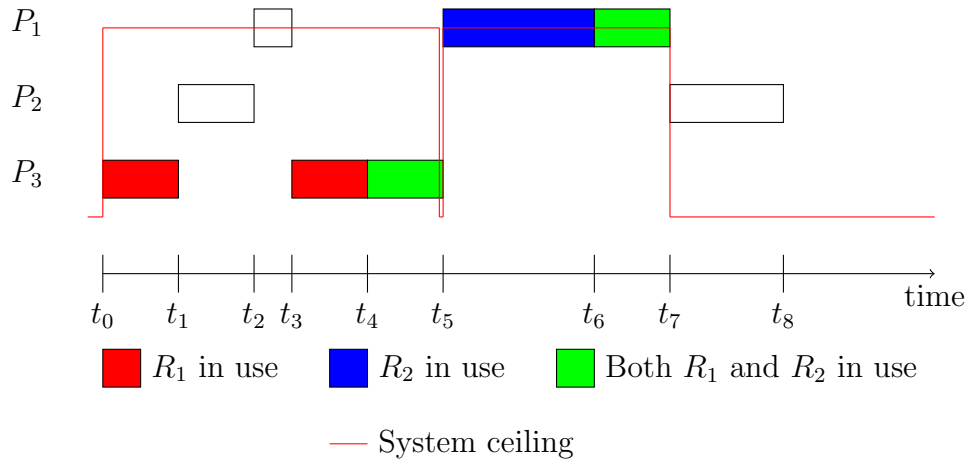 P₁
P₂
P₃
time
t₀ t₁ t₂ t₃ t₄ t₅ t₆ t₇ t₈
R₁ in use R₂ in use Both R₁ and R₂ in use
System ceiling